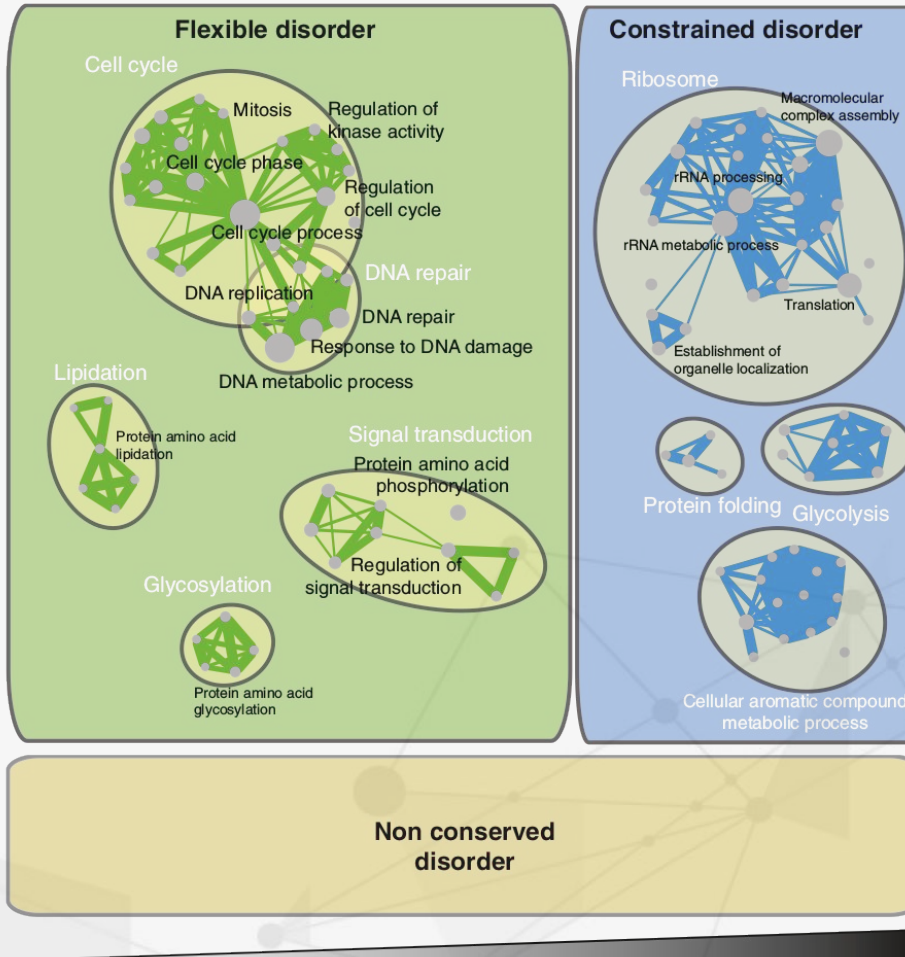 Flexible disorder
Cell cycle
Mitosis
Regulation of
kinase activity
Cell cycle phase
Regulation
of cell cycle
Cell cycle process
DNA repair
DNA replication
DNA repair
Response to DNA damage
DNA metabolic process
Lipidation
Protein amino acid
lipidation
Signal transduction
Protein amino acid
phosphorylation
Regulation of
signal transduction
Glycosylation
Protein amino acid
glycosylation
Constrained disorder
Ribosome
Macromolecular
complex assembly
rRNA processing
rRNA metabolic process
Translation
Establishment of
organelle localization
Protein folding
Glycolysis
Cellular aromatic compound
metabolic process
Non conserved
disorder